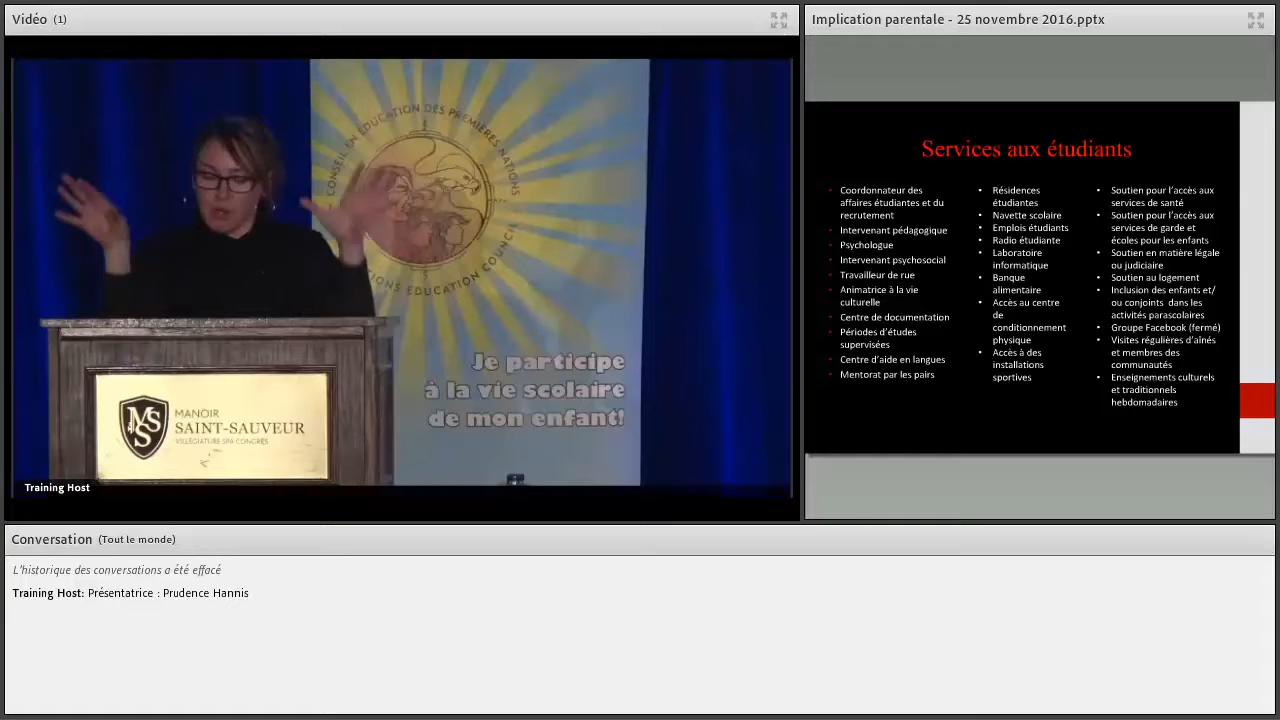 Vidéo (1)
CONSEIL EN ÉDUCATION DES PREMIÈRES NATIONS
EDUCATION COUNCIL
Je participe
à la vie scolaire
de mon enfant!
MSS
MANOIR
SAINT-SAUVEUR
VILLÉGIATURE SPA CONGRÈS
Training Host
Implication parentale - 25 novembre 2016.pptx
Services aux étudiants
• Coordonnateur des
affaires étudiantes et du
recrutement
• Intervenant pédagogique
• Psychologue
• Intervenant psychosocial
• Travailleur de rue
• Animatrice à la vie
culturelle
• Centre de documentation
• Périodes d'études
supervisées
• Centre d'aide en langues
• Mentorat par les pairs
• Résidences
étudiantes
• Navette scolaire
• Emplois étudiants
• Radio étudiante
• Laboratoire
informatique
• Banque
alimentaire
• Accès au centre
de
conditionnement
physique
• Accès à des
installations
sportives
• Soutien pour l'accès aux
services de santé
• Soutien pour l'accès aux
services de garde et
écoles pour les enfants
• Soutien en matière légale
ou judiciaire
• Soutien au logement
• Inclusion des enfants et/
ou conjoints dans les
activités parascolaires
• Groupe Facebook (fermé)
• Visites régulières d'aînés
et membres des
communautés
• Enseignements culturels
et traditionnels
hebdomadaires
Conversation (Tout le monde)
L'historique des conversations a été effacé
Training Host: Présentatrice : Prudence Hannis